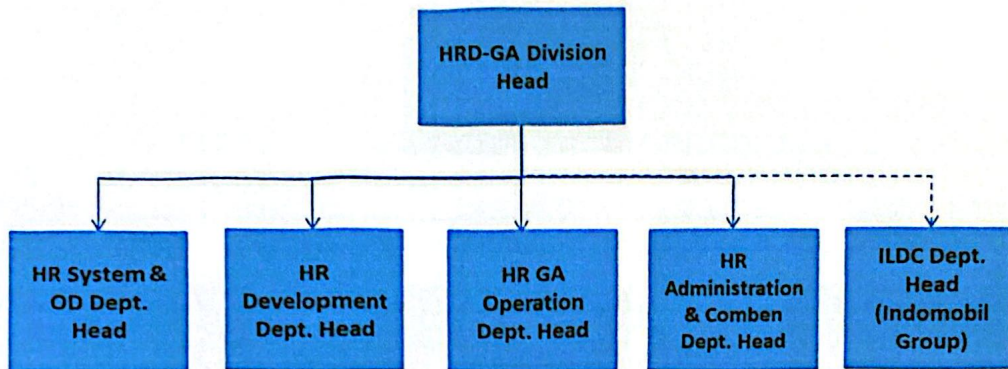 HRD-GA Division
Head
HR System &
OD Dept.
Head
HR
Development
Dept. Head
HR GA
Operation
Dept. Head
HR
Administration
& Comben
Dept. Head
ILDC Dept.
Head
(Indomobil
Group)